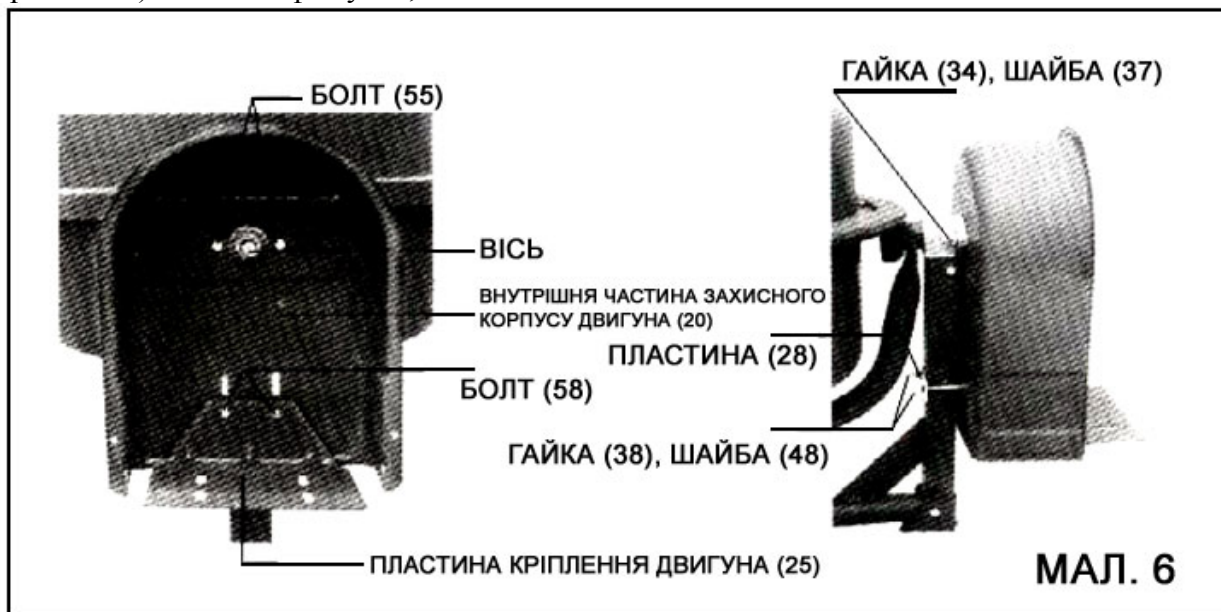 БОЛТ (55)
ВІСЬ
ВНУТРІШНЯ ЧАСТИНА ЗАХИСНОГО
КОРПУСУ ДВИГУНА (20)
БОЛТ (58)
ПЛАСТИНА КРІПЛЕННЯ ДВИГУНА (25)
ГАЙКА (34), ШАЙБА (37)
ПЛАСТИНА (28)
ГАЙКА (38), ШАЙБА (48)
МАЛ. 6